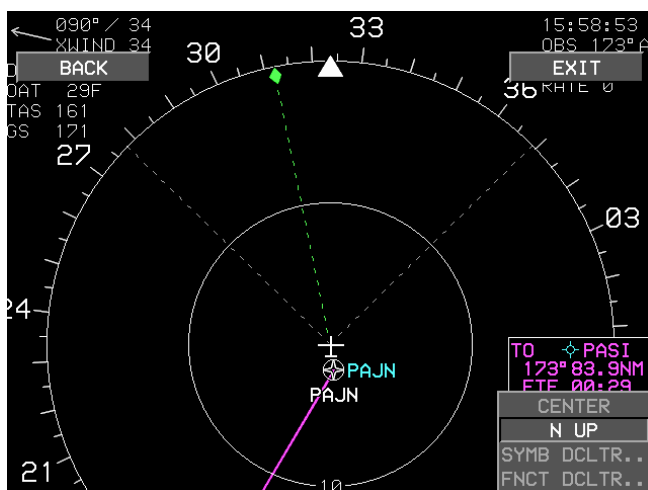 090° / 34
XWIND 34
BACK
OAT 29F
TAS 161
GS 171
15:58:53
OBS 173°A
EXIT
RATE 0
27
30
33
36
03
24
21
PAJN
PAJN
10
TO PASI
173° 83.9NM
ETE 00:29
CENTER
N UP
SYMB DCLTR..
FNCT DCLTR..